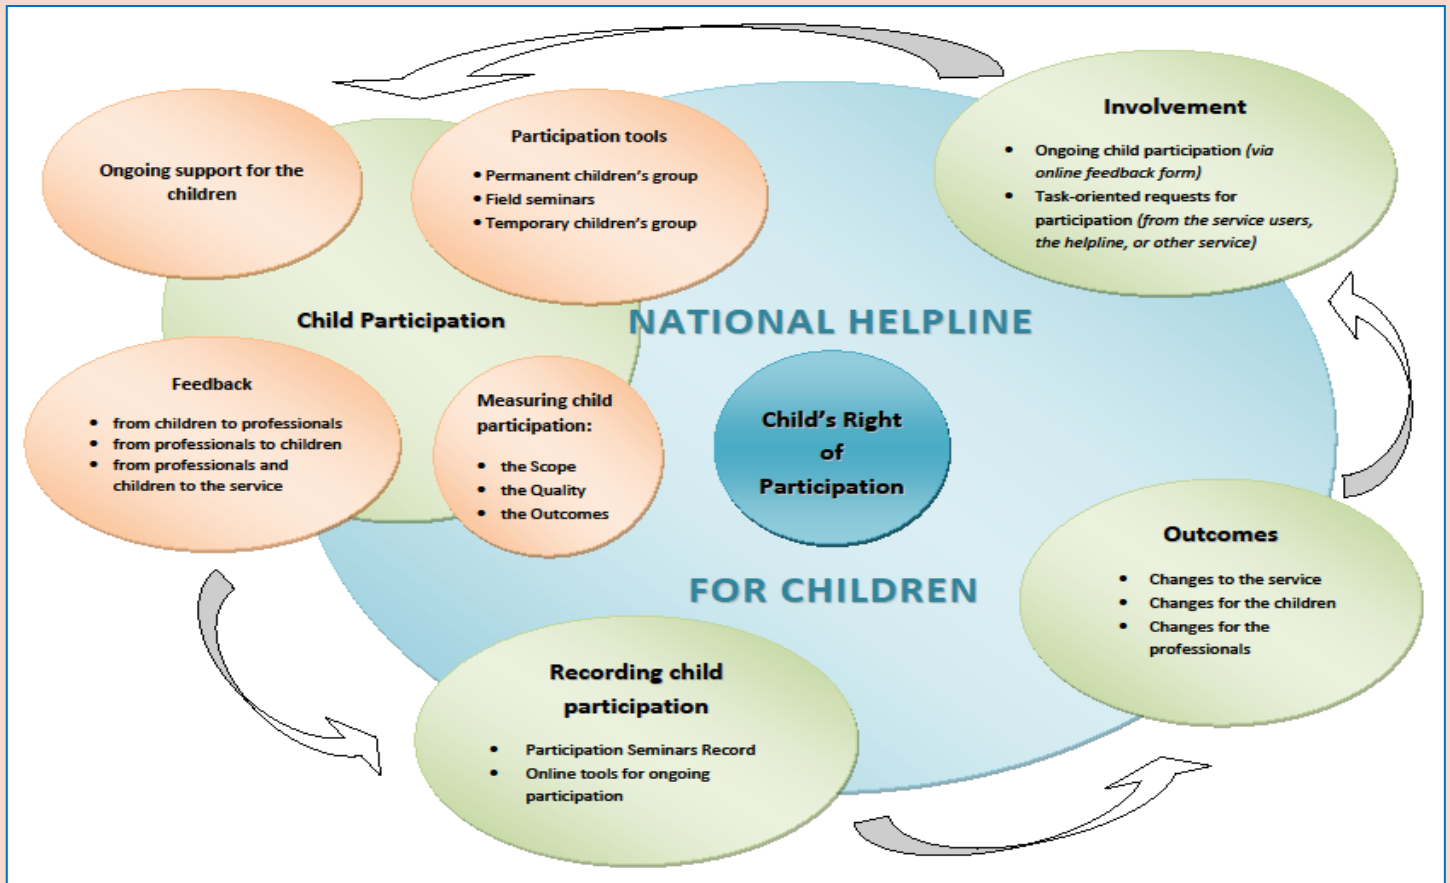 Involvement
• Ongoing child participation (via
online feedback form)
• Task-oriented requests for
participation (from the service users,
the helpline, or other service)
Ongoing support for the
children
Participation tools
• Permanent children's group
• Field seminars
• Temporary children's group
Child Participation
Feedback
• from children to professionals
• from professionals to children
• from professionals and
children to the service
Measuring child
participation:
• the Scope
• the Quality
• the Outcomes
NATIONAL HELPLINE
Child's Right
of
Participation
FOR CHILDREN
Recording child
participation
• Participation Seminars Record
• Online tools for ongoing
participation
Outcomes
• Changes to the service
• Changes for the children
• Changes for the
professionals